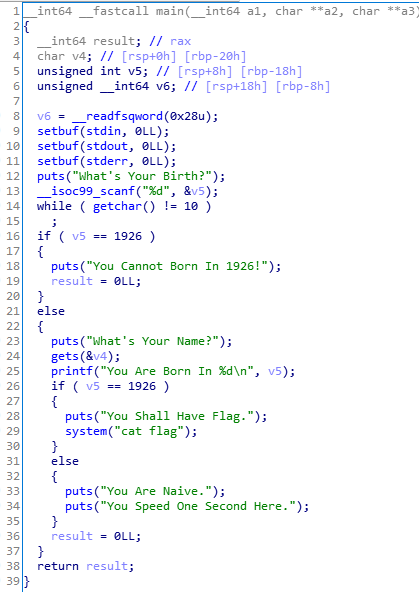 1 __int64 __fastcall main(__int64 a1, char **a2, char **a3)
2 {
3   __int64 result; // rax
4   char v4; // [rsp+0h] [rbp-20h]
5   unsigned int v5; // [rsp+8h] [rbp-18h]
6   unsigned __int64 v6; // [rsp+18h] [rbp-8h]
7
8   v6 = __readfsqword(0x28u);
9   setbuf(stdin, 0LL);
10   setbuf(stdout, 0LL);
11   setbuf(stderr, 0LL);
12   puts("What's Your Birth?");
13   __isoc99_scanf("%d", &v5);
14   while ( getchar() != 10 )
15     ;
16   if ( v5 == 1926 )
17   {
18     puts("You Cannot Born In 1926!");
19     result = 0LL;
20   }
21   else
22   {
23     puts("What's Your Name?");
24     gets(&v4);
25     printf("You Are Born In %d\n", v5);
26     if ( v5 == 1926 )
27     {
28       puts("You Shall Have Flag.");
29       system("cat flag");
30     }
31     else
32     {
33       puts("You Are Naive.");
34       puts("You Speed One Second Here.");
35     }
36     result = 0LL;
37   }
38   return result;
39 }